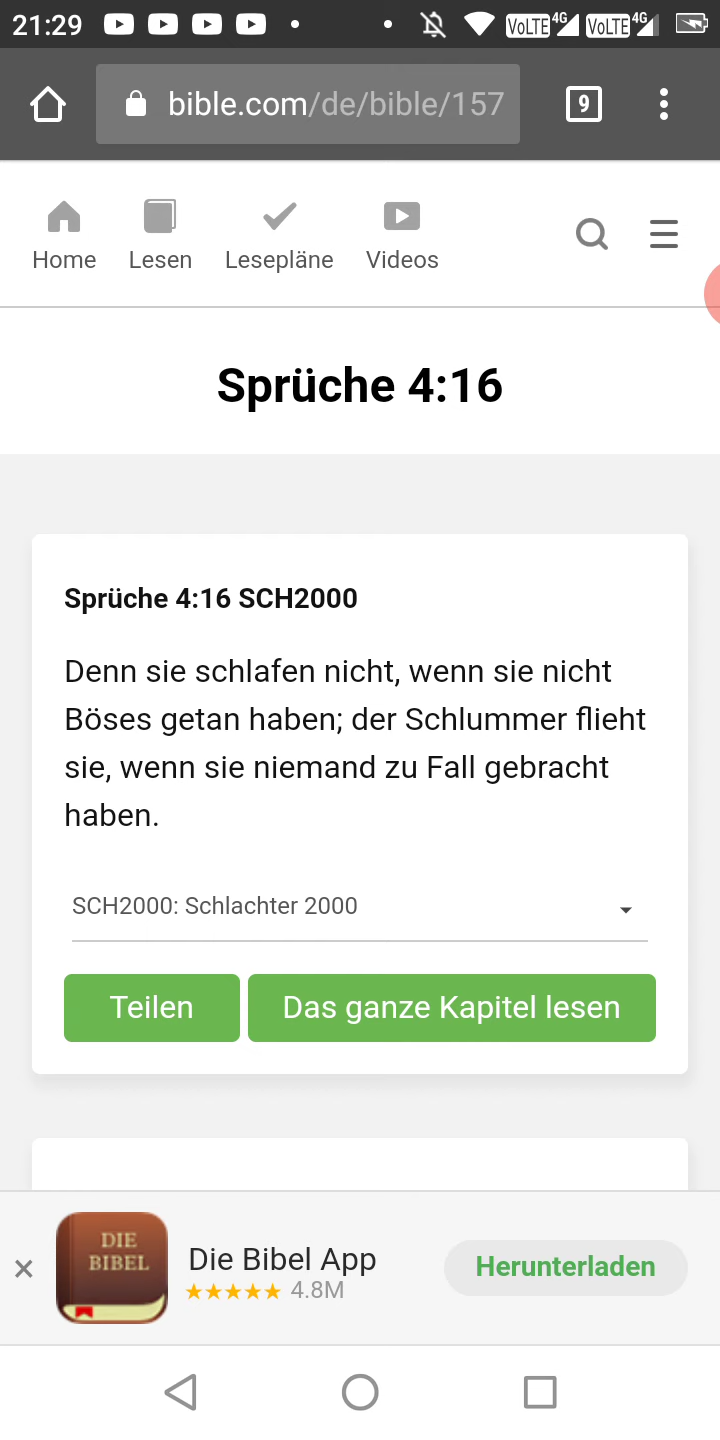 21:29
VoLTE 4G VoLTE 4G
bible.com/de/bible/157
9
Home Lesen Lesepläne Videos
Sprüche 4:16
Sprüche 4:16 SCH2000
Denn sie schlafen nicht, wenn sie nicht
Böses getan haben; der Schlummer flieht
sie, wenn sie niemand zu Fall gebracht
haben.
SCH2000: Schlachter 2000
Teilen Das ganze Kapitel lesen
DIE
BIBEL
Die Bibel App
4.8M
Herunterladen